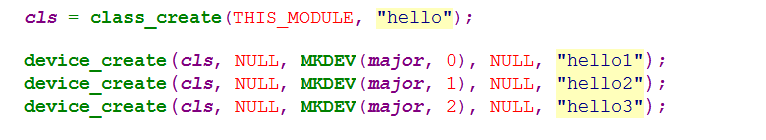 cls = class_create(THIS_MODULE, "hello");
device_create(cls, NULL, MKDEV(major, 0), NULL, "hello1");
device_create(cls, NULL, MKDEV(major, 1), NULL, "hello2");
device_create(cls, NULL, MKDEV(major, 2), NULL, "hello3");